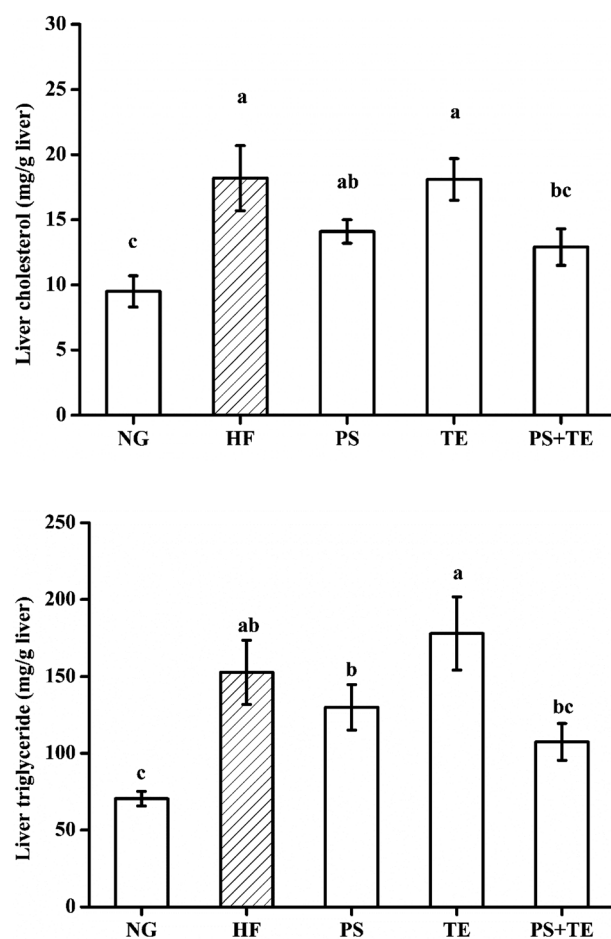 30
25
20
15
10
5
0
Liver cholesterol (mg/g liver)
c
a
ab
a
bc
NG HF PS TE PS+TE
250
200
150
100
50
0
Liver triglyceride (mg/g liver)
c
ab
b
a
bc
NG HF PS TE PS+TE